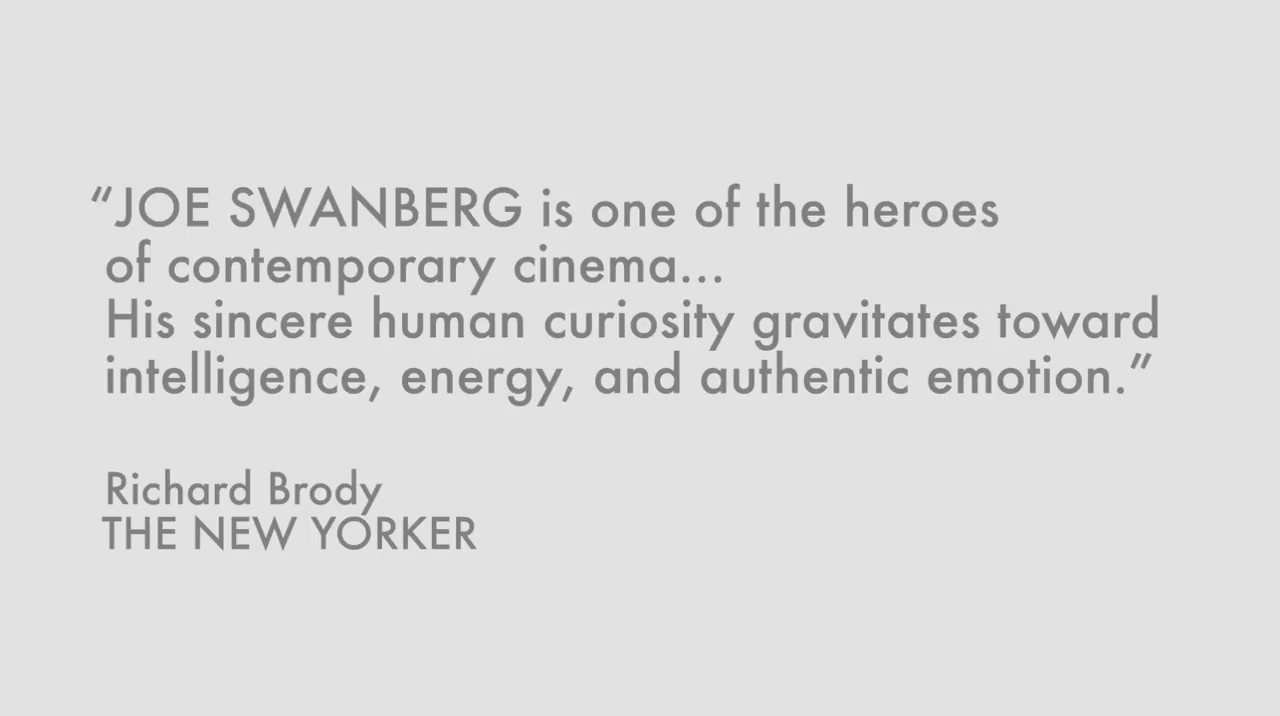 “JOE SWANBERG is one of the heroes
of contemporary cinema...
His sincere human curiosity gravitates toward
intelligence, energy, and authentic emotion.”
Richard Brody
THE NEW YORKER